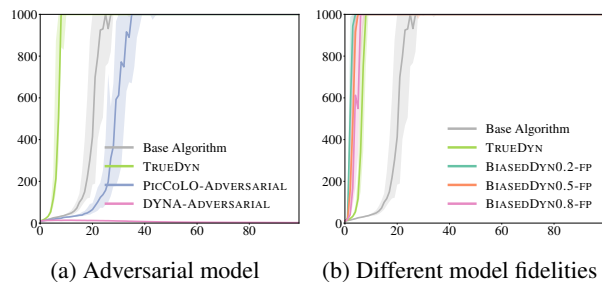 1000
800
600
400
200
0
0 20 40 60 80
Base Algorithm
TRUEDYN
PICCOLO-ADVERSARIAL
DYNA-ADVERSARIAL
(a) Adversarial model
1000
800
600
400
200
0
0 20 40 60 80
Base Algorithm
TRUEDYN
BIASEDDYN0.2-FP
BIASEDDYN0.5-FP
BIASEDDYN0.8-FP
(b) Different model fidelities